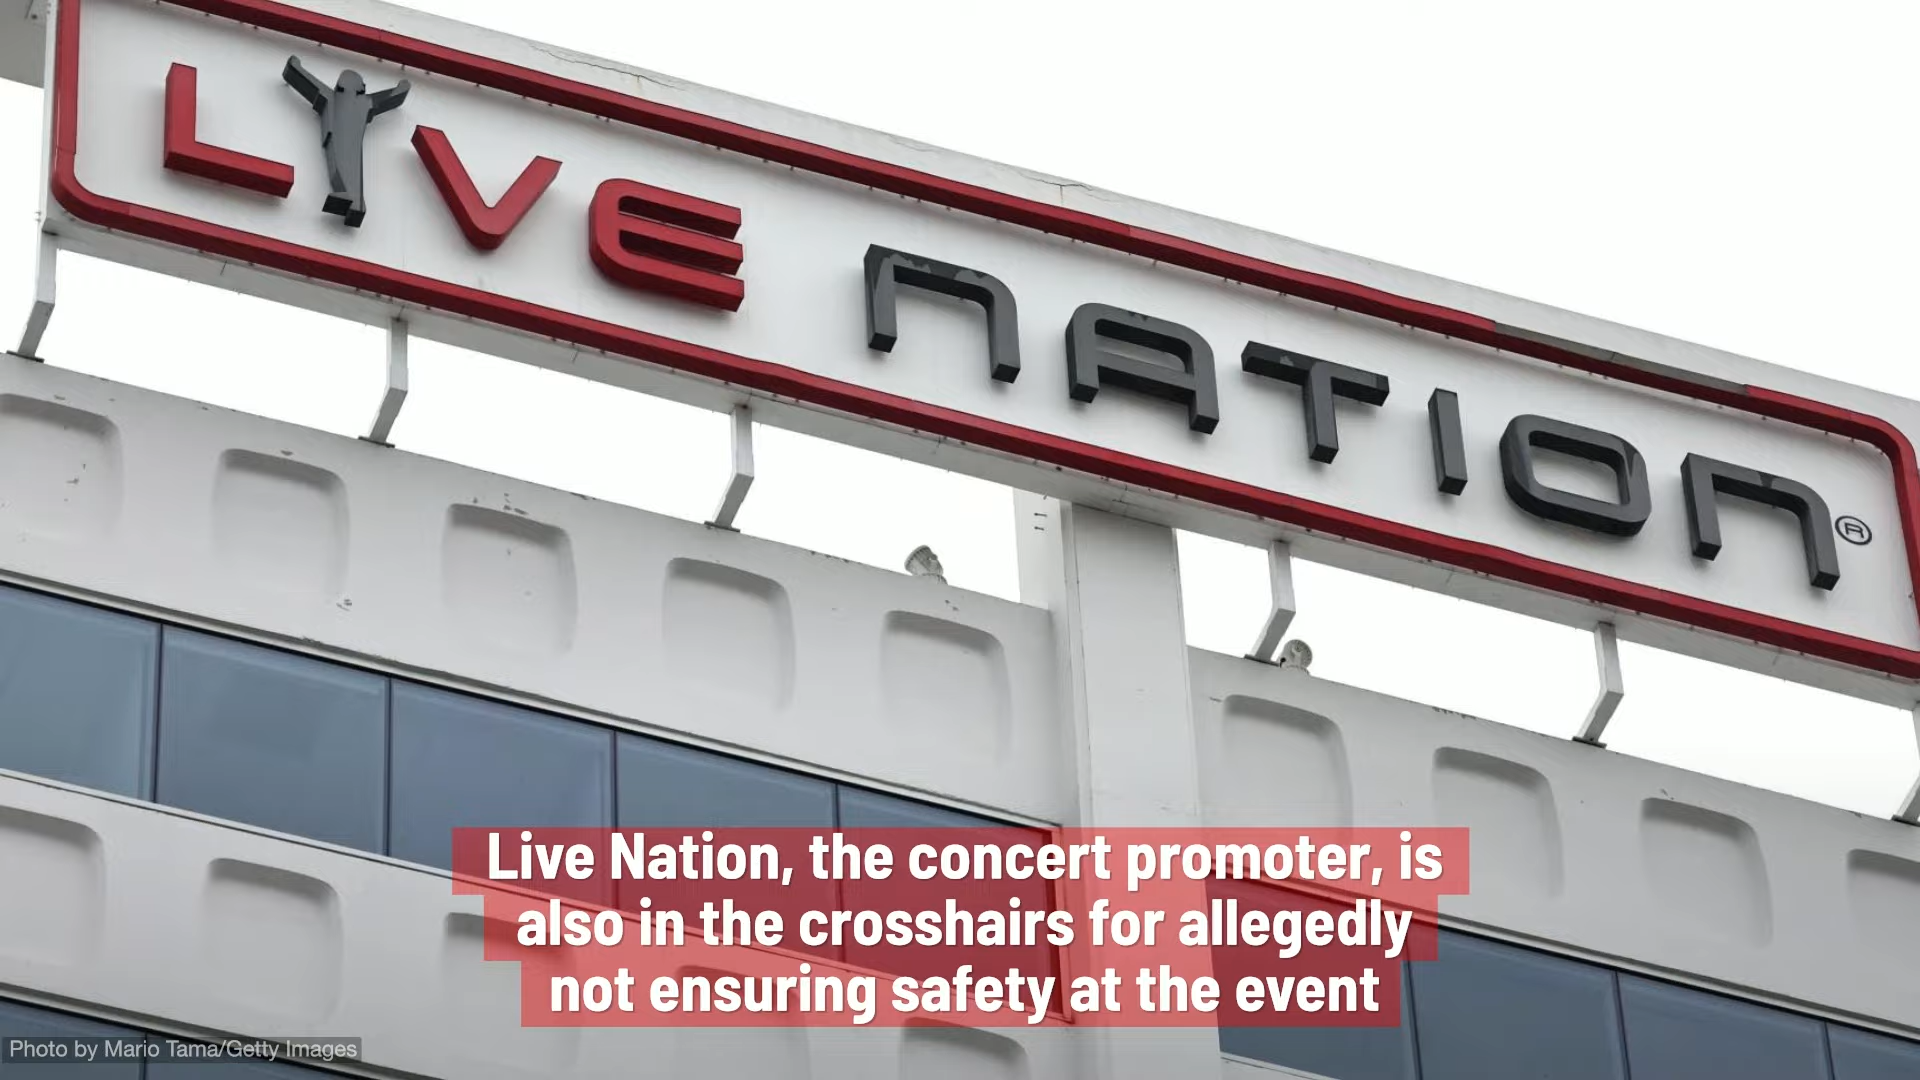 LIVE NATION®
Live Nation, the concert promoter, is
also in the crosshairs for allegedly
not ensuring safety at the event
Photo by Mario Tama/Getty Images